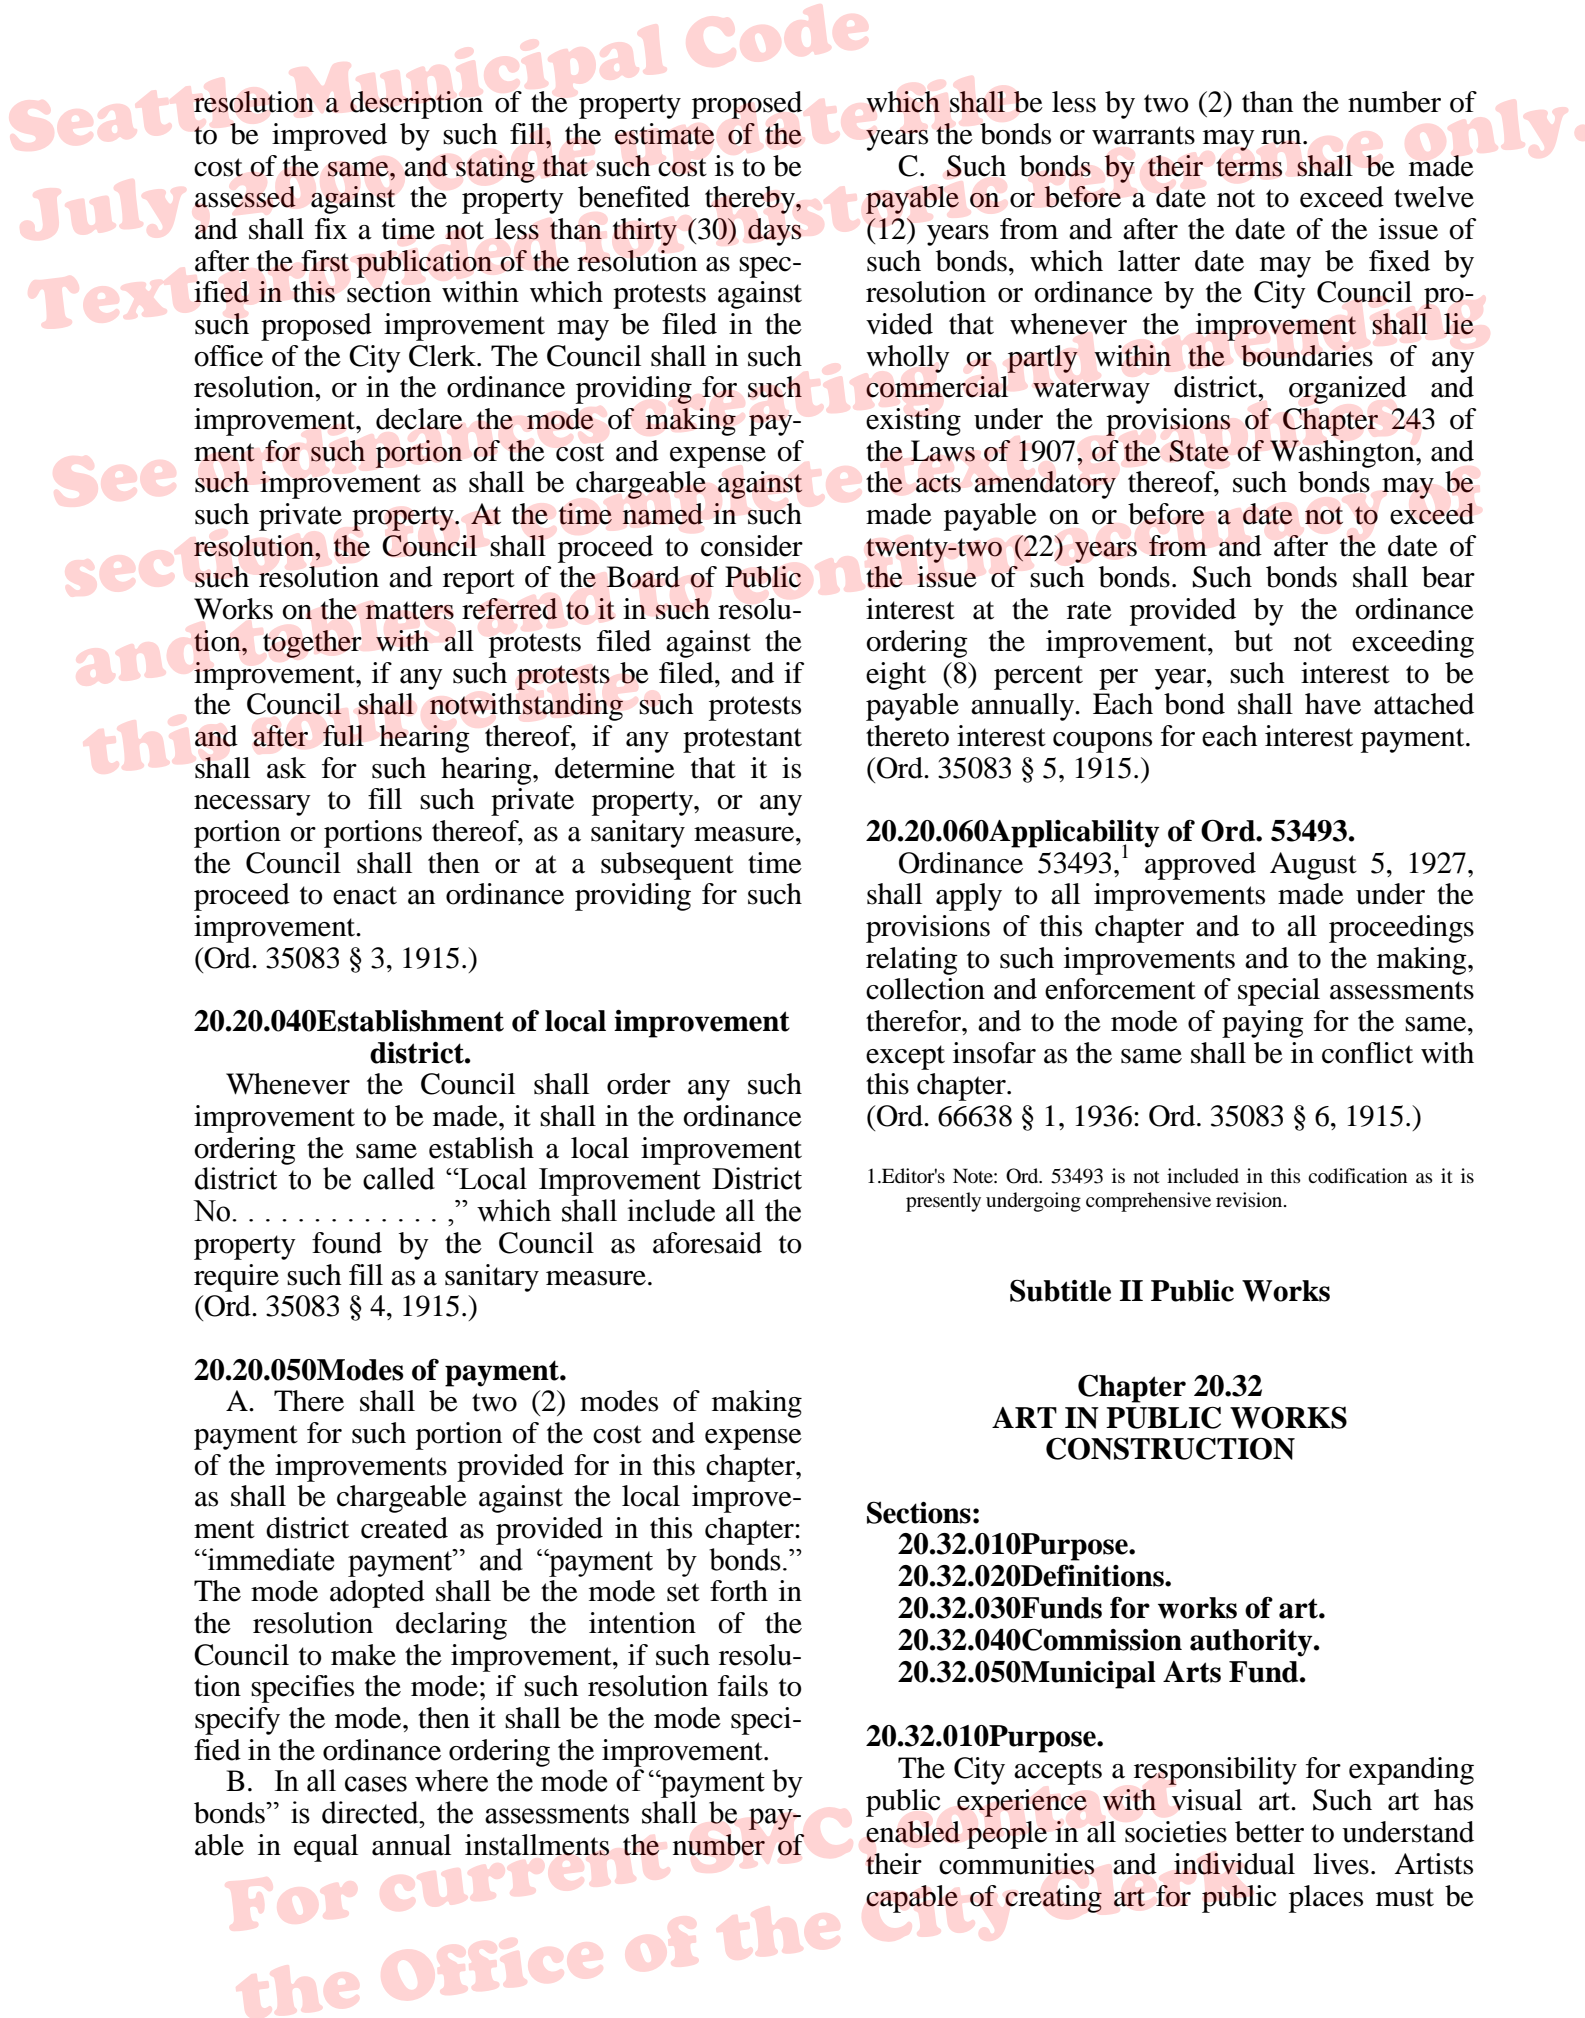 Seattle Municipal Code
July, 2000 code update file
Text provided for historic reference only.
See ordinances creating and amending
sections for complete text, graphics,
and tables and to confirm accuracy of
this source file.
resolution a description of the property proposed
to be improved by such fill, the estimate of the
cost of the same, and stating that such cost is to be
assessed against the property benefited thereby,
and shall fix a time not less than thirty (30) days
after the first publication of the resolution as spec-
ified in this section within which protests against
such proposed improvement may be filed in the
office of the City Clerk. The Council shall in such
resolution, or in the ordinance providing for such
improvement, declare the mode of making pay-
ment for such portion of the cost and expense of
such improvement as shall be chargeable against
such private property. At the time named in such
resolution, the Council shall proceed to consider
such resolution and report of the Board of Public
Works on the matters referred to it in such resolu-
tion, together with all protests filed against the
improvement, if any such protests be filed, and if
the Council shall notwithstanding such protests
and after full hearing thereof, if any protestant
shall ask for such hearing, determine that it is
necessary to fill such private property, or any
portion or portions thereof, as a sanitary measure,
the Council shall then or at a subsequent time
proceed to enact an ordinance providing for such
improvement.
(Ord. 35083 § 3, 1915.)
20.20.040Establishment of local improvement
district.
Whenever the Council shall order any such
improvement to be made, it shall in the ordinance
ordering the same establish a local improvement
district to be called “Local Improvement District
No. . . . . . . . . . . . . . ,” which shall include all the
property found by the Council as aforesaid to
require such fill as a sanitary measure.
(Ord. 35083 § 4, 1915.)
20.20.050Modes of payment.
A. There shall be two (2) modes of making
payment for such portion of the cost and expense
of the improvements provided for in this chapter,
as shall be chargeable against the local improve-
ment district created as provided in this chapter:
“immediate payment” and “payment by bonds.”
The mode adopted shall be the mode set forth in
the resolution declaring the intention of the
Council to make the improvement, if such resolu-
tion specifies the mode; if such resolution fails to
specify the mode, then it shall be the mode speci-
fied in the ordinance ordering the improvement.
B. In all cases where the mode of “payment by
bonds” is directed, the assessments shall be pay-
able in equal annual installments the number of
which shall be less by two (2) than the number of
years the bonds or warrants may run.
C. Such bonds by their terms shall be made
payable on or before a date not to exceed twelve
(12) years from and after the date of the issue of
such bonds, which latter date may be fixed by
resolution or ordinance by the City Council pro-
vided that whenever the improvement shall lie
wholly or partly within the boundaries of any
commercial waterway district, organized and
existing under the provisions of Chapter 243 of
the Laws of 1907, of the State of Washington, and
the acts amendatory thereof, such bonds may be
made payable on or before a date not to exceed
twenty-two (22) years from and after the date of
the issue of such bonds. Such bonds shall bear
interest at the rate provided by the ordinance
ordering the improvement, but not exceeding
eight (8) percent per year, such interest to be
payable annually. Each bond shall have attached
thereto interest coupons for each interest payment.
(Ord. 35083 § 5, 1915.)
20.20.060Applicability of Ord. 53493.
Ordinance 53493,1 approved August 5, 1927,
shall apply to all improvements made under the
provisions of this chapter and to all proceedings
relating to such improvements and to the making,
collection and enforcement of special assessments
therefor, and to the mode of paying for the same,
except insofar as the same shall be in conflict with
this chapter.
(Ord. 66638 § 1, 1936: Ord. 35083 § 6, 1915.)
1.Editor's Note: Ord. 53493 is not included in this codification as it is
presently undergoing comprehensive revision.
Subtitle II Public Works
Chapter 20.32
ART IN PUBLIC WORKS
CONSTRUCTION
Sections:
20.32.010Purpose.
20.32.020Definitions.
20.32.030Funds for works of art.
20.32.040Commission authority.
20.32.050Municipal Arts Fund.
20.32.010Purpose.
The City accepts a responsibility for expanding
public experience with visual art. Such art has
enabled people in all societies better to understand
their communities and individual lives. Artists
capable of creating art for public places must be
For current SMC, contact
the Office of the City Clerk